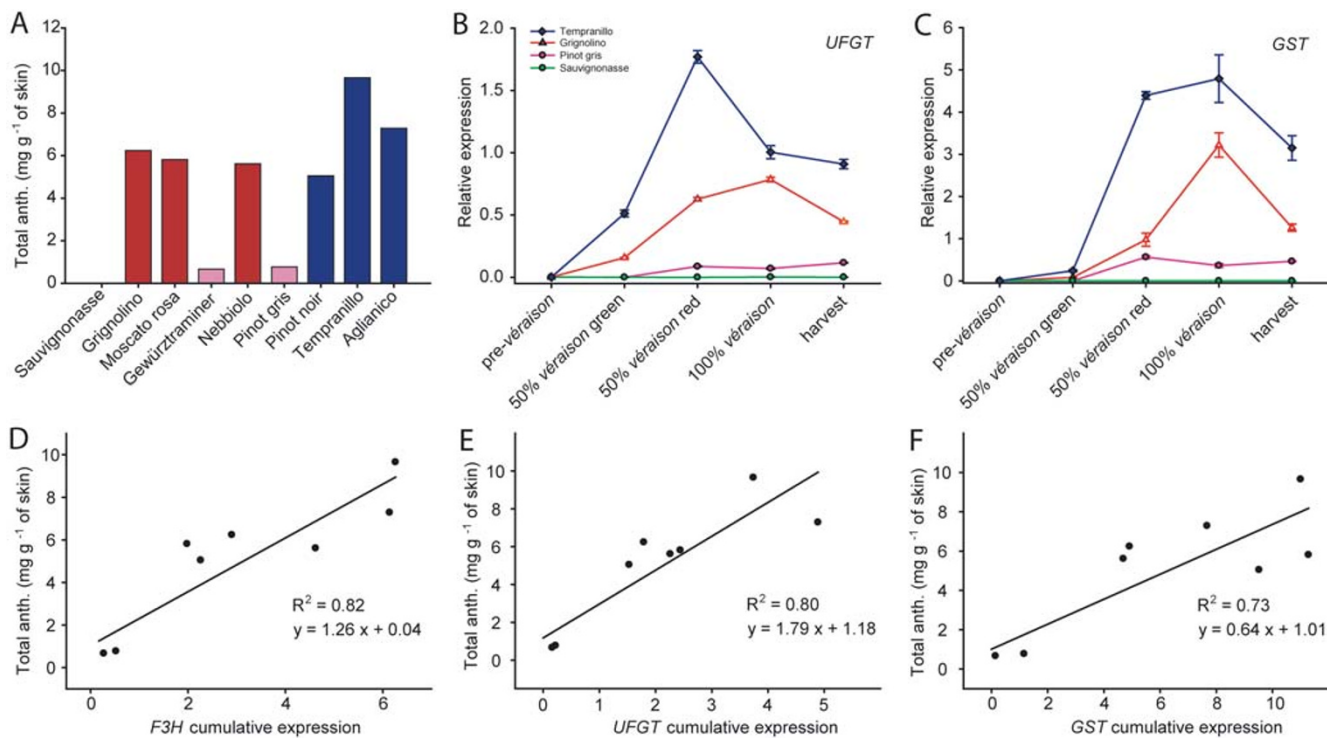 A
Total anth. (mg g -1 of skin)
12
10
8
6
4
2
0
Sauvignonasse
Grignolino
Moscato rosa
Gewürztraminer
Nebbiolo
Pinot gris
Pinot noir
Tempranillo
Aglianico
B
UFGT
Tempranillo
Grignolino
Pinot gris
Sauvignonasse
Relative expression
2.0
1.5
1.0
0.5
0.0
pre-véraison
50% véraison green
50% véraison red
100% véraison
harvest
C
GST
Relative expression
6
5
4
3
2
1
0
pre-véraison
50% véraison green
50% véraison red
100% véraison
harvest
D
Total anth. (mg g -1 of skin)
10
8
6
4
2
0
R2 = 0.82
y = 1.26 x + 0.04
0 2 4 6
F3H cumulative expression
E
Total anth. (mg g -1 of skin)
10
8
6
4
2
0
R2 = 0.80
y = 1.79 x + 1.18
0 1 2 3 4 5
UFGT cumulative expression
F
Total anth. (mg g -1 of skin)
10
8
6
4
2
0
R2 = 0.73
y = 0.64 x + 1.01
0 2 4 6 8 10
GST cumulative expression